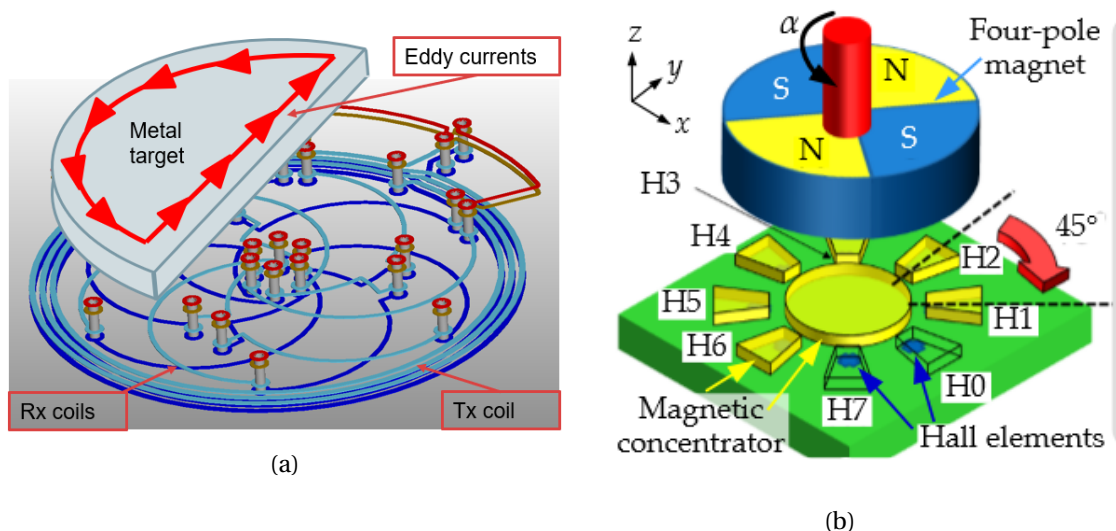 Eddy currents
Metal
target
Rx coils
Tx coil
(a)
α
Four-pole
magnet
z
y
x
N
S
S
N
H3
H4
H2
45°
H5
H1
H6
H7
H0
Magnetic
concentrator
Hall elements
(b)